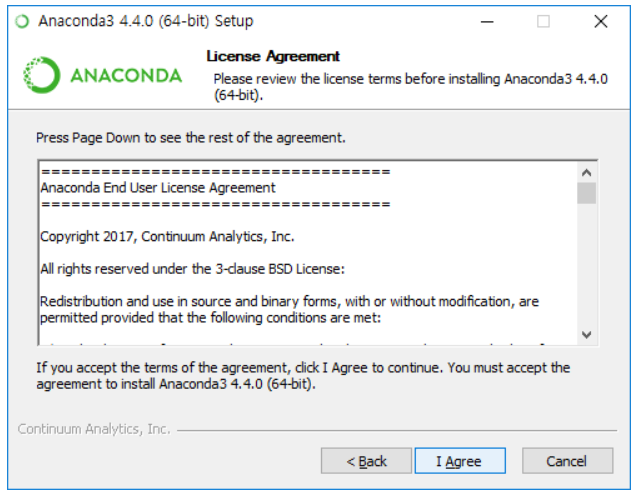 Anaconda3 4.4.0 (64-bit) Setup
ANACONDA
License Agreement
Please review the license terms before installing Anaconda3 4.4.0
(64-bit).
Press Page Down to see the rest of the agreement.
===================================
Anaconda End User License Agreement
===================================
Copyright 2017, Continuum Analytics, Inc.
All rights reserved under the 3-clause BSD License:
Redistribution and use in source and binary forms, with or without modification, are
permitted provided that the following conditions are met:
If you accept the terms of the agreement, click I Agree to continue. You must accept the
agreement to install Anaconda3 4.4.0 (64-bit).
Continuum Analytics, Inc.
< Back
I Agree
Cancel